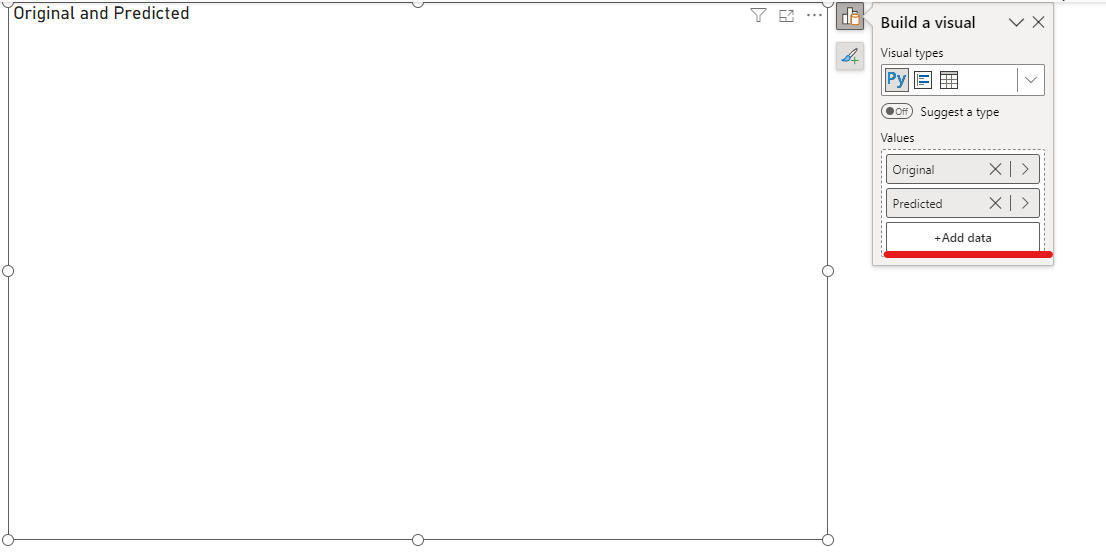 Original and Predicted
Build a visual
Visual types
Py
Off Suggest a type
Values
Original
Predicted
+Add data